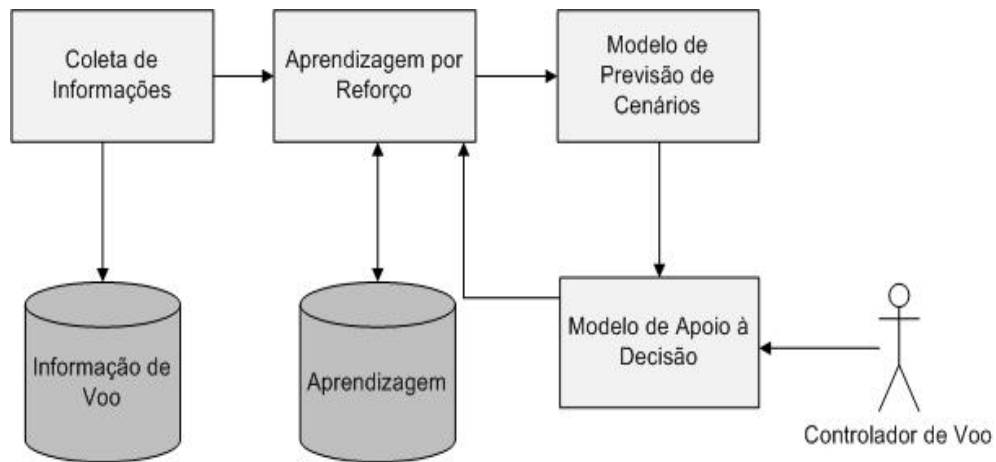 Coleta de
Informações
Aprendizagem por
Reforço
Modelo de
Previsão de
Cenários
Informação de
Voo
Aprendizagem
Modelo de Apoio à
Decisão
Controlador de Voo